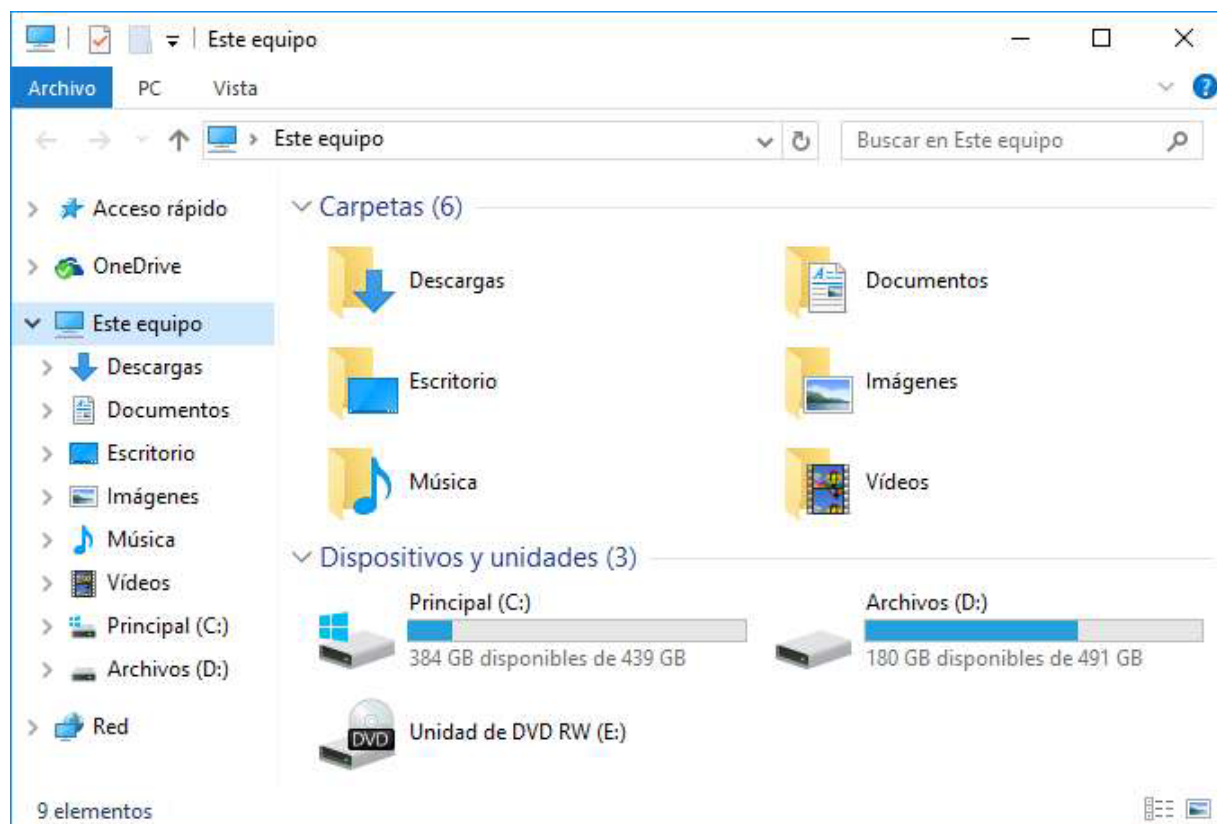 Este equipo
Archivo PC Vista
Este equipo
Buscar en Este equipo
Acceso rápido
OneDrive
Este equipo
Descargas
Documentos
Escritorio
Imágenes
Música
Vídeos
Principal (C:)
Archivos (D:)
Red
Carpetas (6)
Descargas
Documentos
Escritorio
Imágenes
Música
Vídeos
Dispositivos y unidades (3)
Principal (C:)
384 GB disponibles de 439 GB
Archivos (D:)
180 GB disponibles de 491 GB
DVD
Unidad de DVD RW (E:)
9 elementos